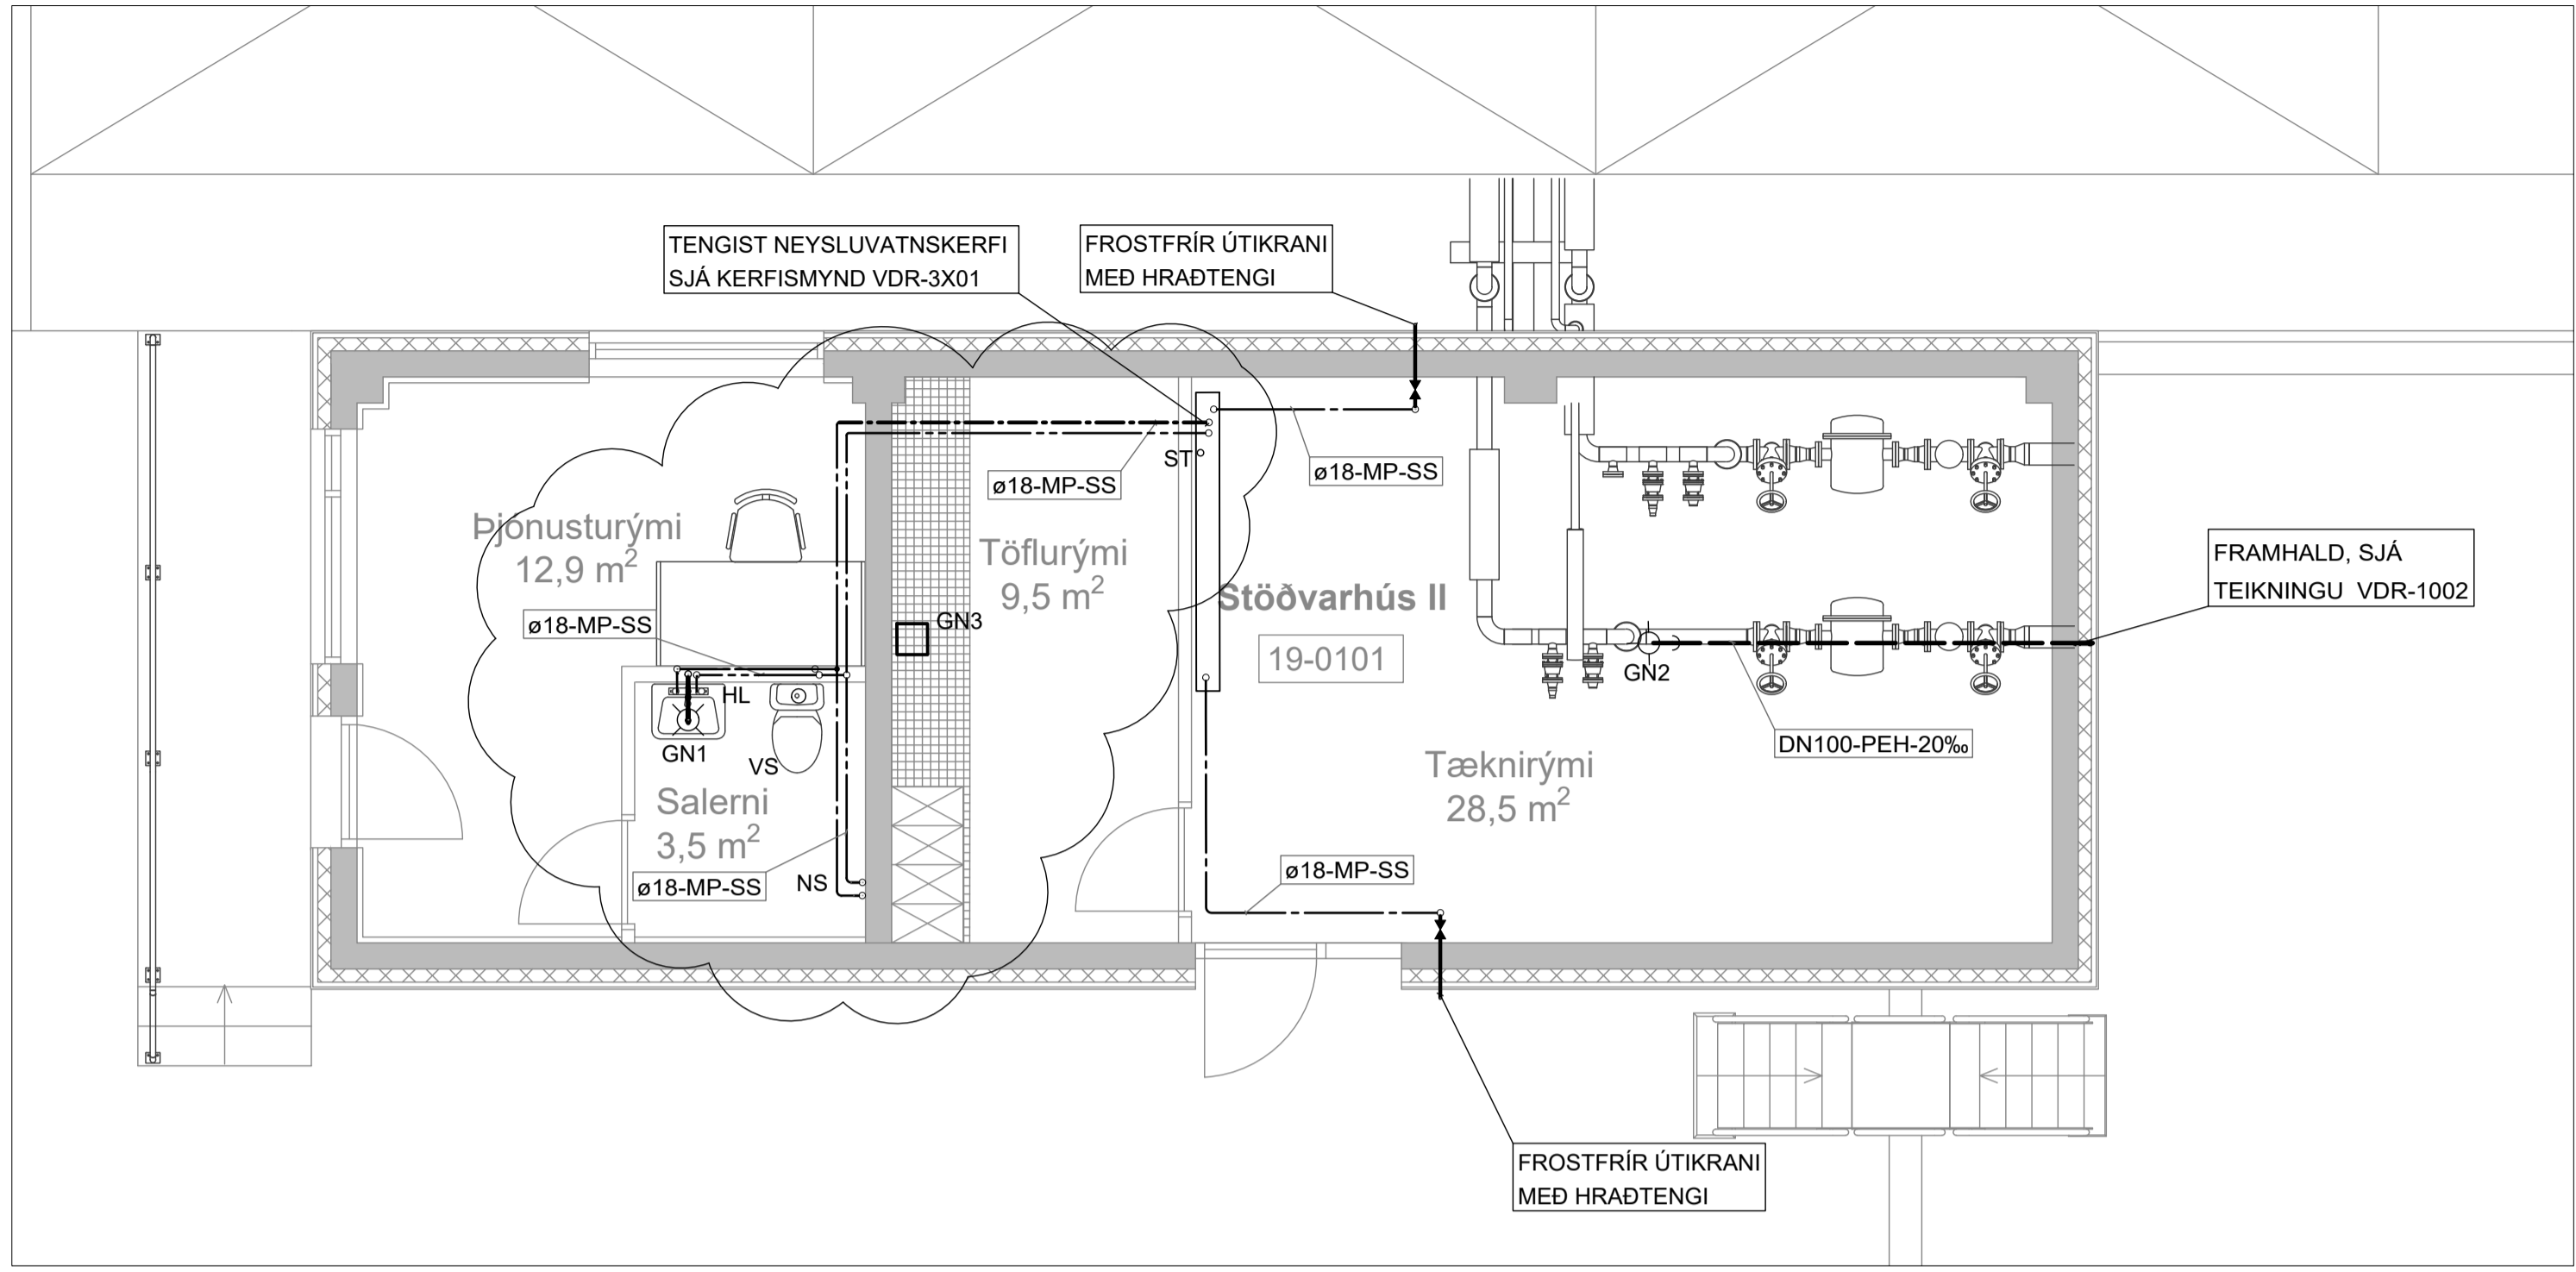 TENGIST NEYSLUVATNSKERFI
SJÁ KERFISMYND VDR-3X01
FROSTFRÍR ÚTIKRANI
MEÐ HRAÐTENGI
ST
ø18-MP-SS
ø18-MP-SS
Þjónusturými
12,9 m²
Töflurými
9,5 m²
FRAMHALD, SJÁ
TEIKNINGU VDR-1002
Stöðvarhús II
19-0101
ø18-MP-SS
GN3
GN2
HL
GN1
VS
DN100-PEH-20‰
Salerni
3,5 m²
Tæknirými
28,5 m²
ø18-MP-SS
NS
ø18-MP-SS
FROSTFRÍR ÚTIKRANI
MEÐ HRAÐTENGI